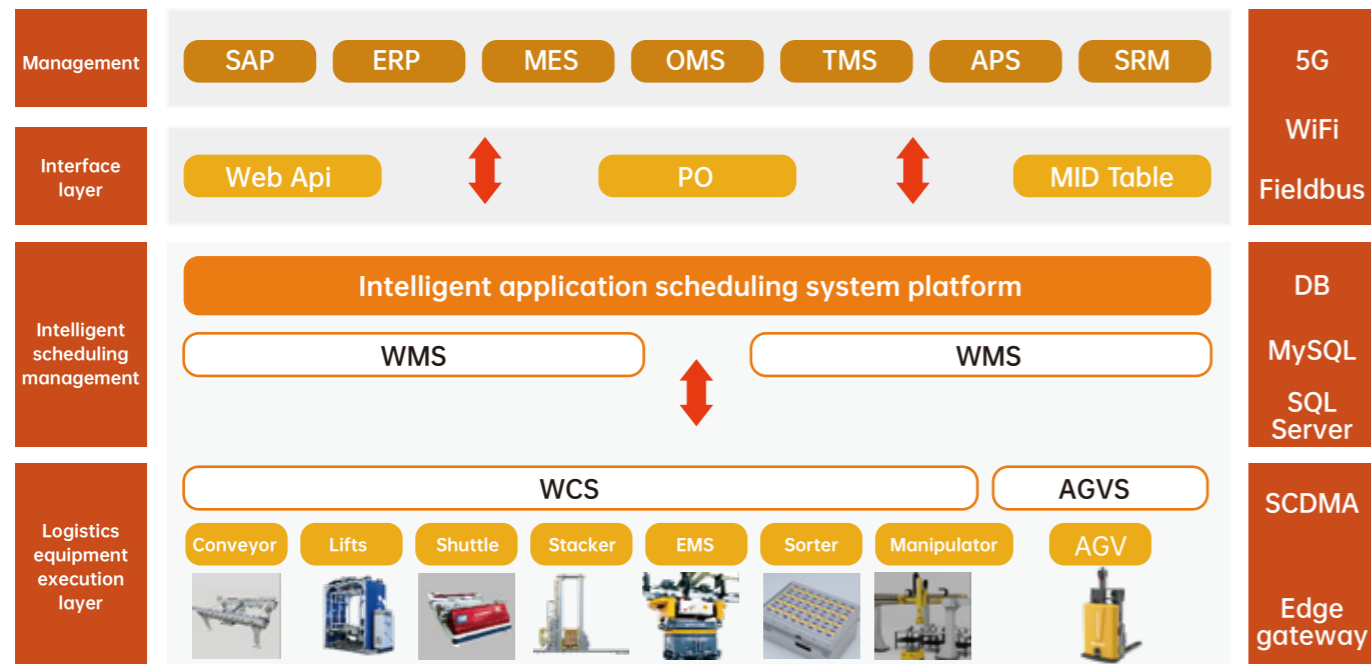 Management
SAP
ERP
MES
OMS
TMS
APS
SRM
5G
WiFi
Fieldbus
Interface
layer
Web Api
PO
MID Table
Intelligent
scheduling
management
Intelligent application scheduling system platform
WMS
WMS
DB
MySQL
SQL
Server
Logistics
equipment
execution
layer
WCS
AGVS
Conveyor
Lifts
Shuttle
Stacker
EMS
Sorter
Manipulator
AGV
SCDMA
Edge
gateway